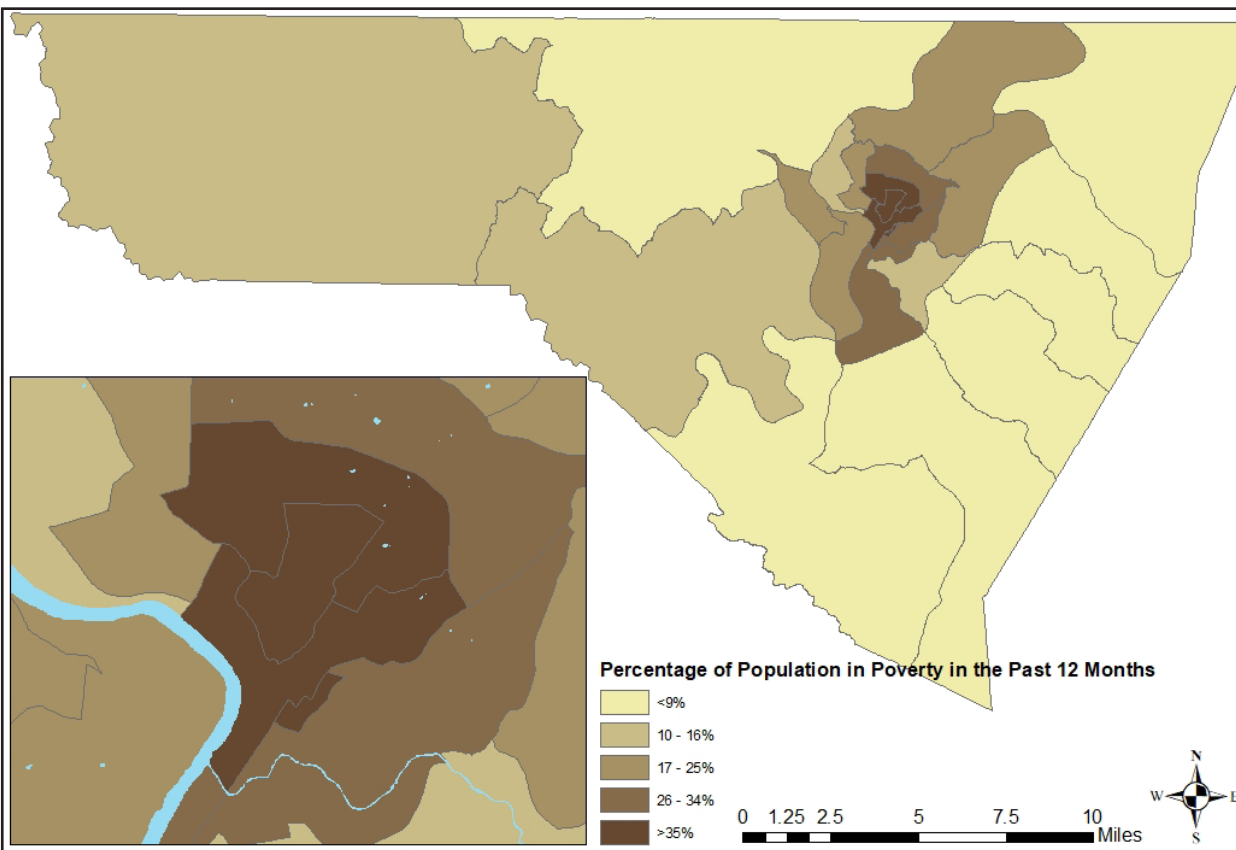 Percentage of Population in Poverty in the Past 12 Months
<9%
10 - 16%
17 - 25%
26 - 34%
>35%
0 1.25 2.5 5 7.5 10
Miles
N
W E
S